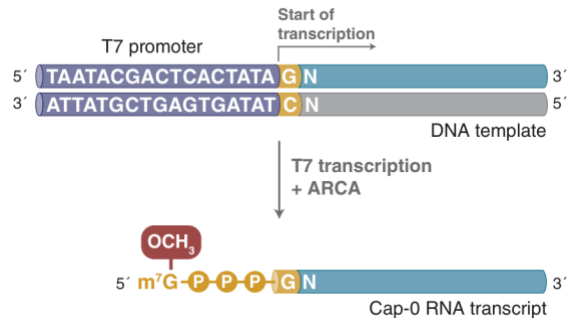 Start of
transcription
T7 promoter
5´ TAATACGACTCACTATA G N 3´
3´ ATTATGCTGAGTGATAT C N 5´
DNA template
T7 transcription
+ ARCA
OCH₃
5´ m⁷G P P P G N 3´
Cap-0 RNA transcript